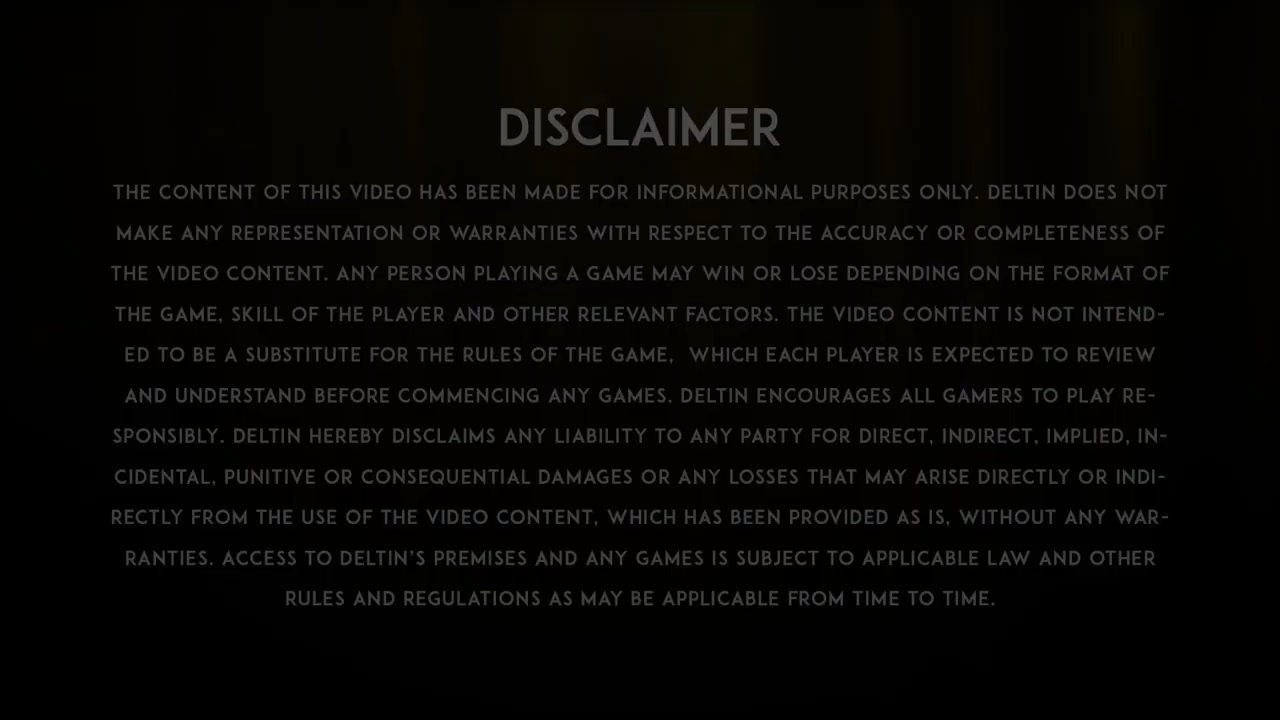 DISCLAIMER
THE CONTENT OF THIS VIDEO HAS BEEN MADE FOR INFORMATIONAL PURPOSES ONLY. DELTIN DOES NOT
MAKE ANY REPRESENTATION OR WARRANTIES WITH RESPECT TO THE ACCURACY OR COMPLETENESS OF
THE VIDEO CONTENT. ANY PERSON PLAYING A GAME MAY WIN OR LOSE DEPENDING ON THE FORMAT OF
THE GAME, SKILL OF THE PLAYER AND OTHER RELEVANT FACTORS. THE VIDEO CONTENT IS NOT INTEND-
ED TO BE A SUBSTITUTE FOR THE RULES OF THE GAME, WHICH EACH PLAYER IS EXPECTED TO REVIEW
AND UNDERSTAND BEFORE COMMENCING ANY GAMES. DELTIN ENCOURAGES ALL GAMERS TO PLAY RE-
SPONSIBLY. DELTIN HEREBY DISCLAIMS ANY LIABILITY TO ANY PARTY FOR DIRECT, INDIRECT, IMPLIED, IN-
CIDENTAL, PUNITIVE OR CONSEQUENTIAL DAMAGES OR ANY LOSSES THAT MAY ARISE DIRECTLY OR INDI-
RECTLY FROM THE USE OF THE VIDEO CONTENT, WHICH HAS BEEN PROVIDED AS IS, WITHOUT ANY WAR-
RANTIES. ACCESS TO DELTIN'S PREMISES AND ANY GAMES IS SUBJECT TO APPLICABLE LAW AND OTHER
RULES AND REGULATIONS AS MAY BE APPLICABLE FROM TIME TO TIME.